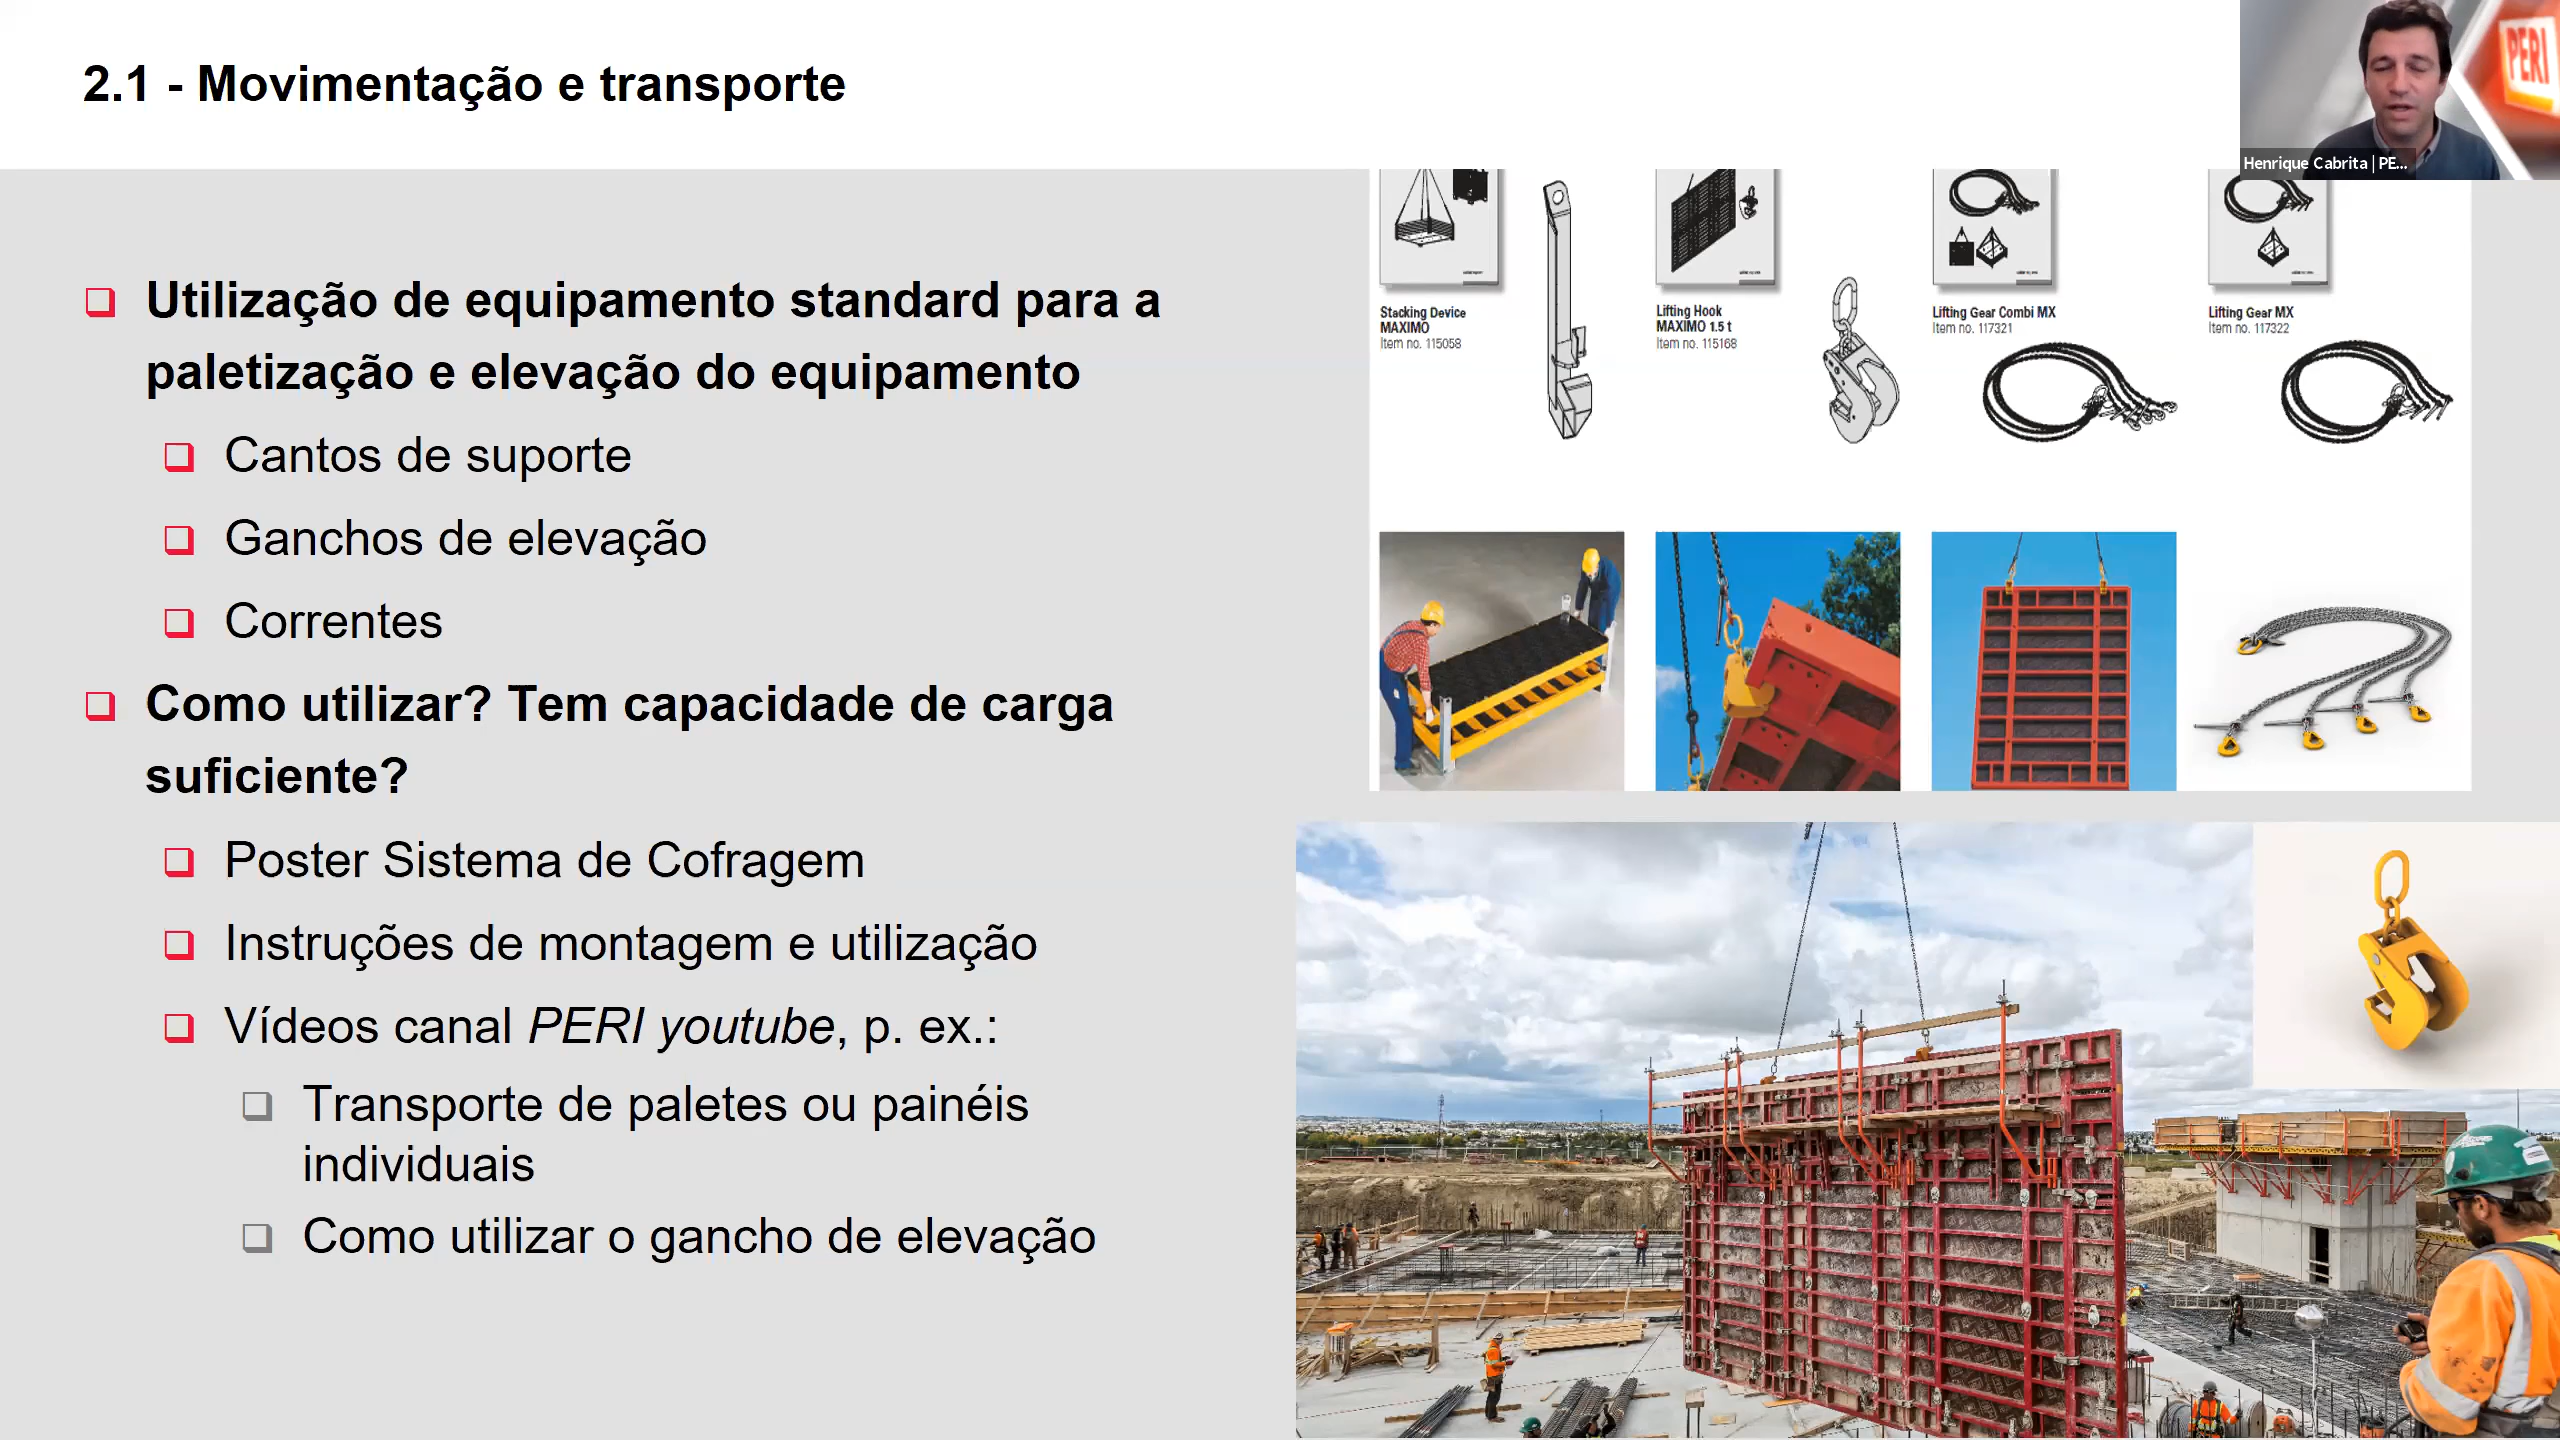 2.1 - Movimentação e transporte
PERI
Henrique Cabrita | PE...
Utilização de equipamento standard para a
paletização e elevação do equipamento
Cantos de suporte
Ganchos de elevação
Correntes
Como utilizar? Tem capacidade de carga
suficiente?
Poster Sistema de Cofragem
Instruções de montagem e utilização
Vídeos canal PERI youtube, p. ex.:
Transporte de paletes ou painéis
individuais
Como utilizar o gancho de elevação
Stacking Device
MAXIMO
Item no. 115058
Lifting Hook
MAXIMO 1.5 t
Item no. 115168
Lifting Gear Combi MX
Item no. 117321
Lifting Gear MX
Item no. 117322